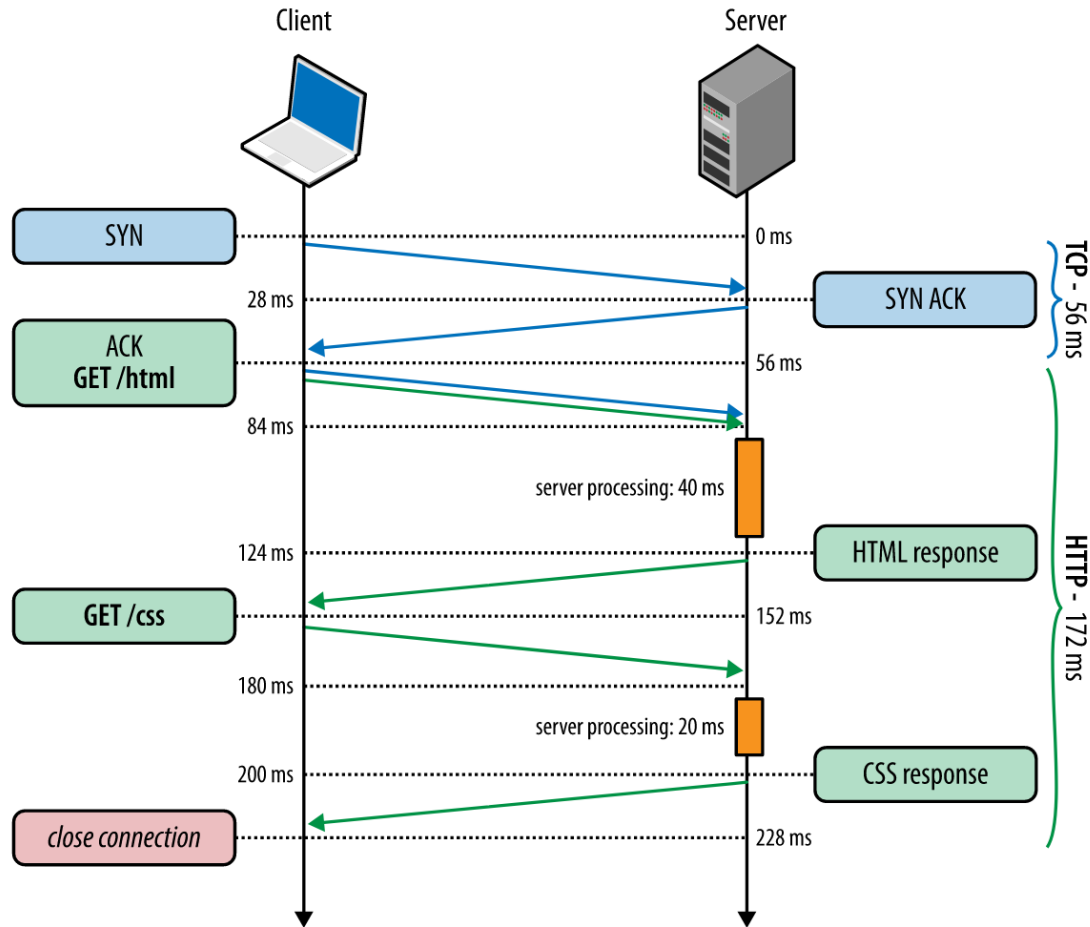 Client
Server
SYN
0 ms
28 ms
SYN ACK
TCP - 56 ms
ACK
GET /html
56 ms
84 ms
server processing: 40 ms
124 ms
HTML response
HTTP - 172 ms
GET /css
152 ms
180 ms
server processing: 20 ms
200 ms
CSS response
close connection
228 ms